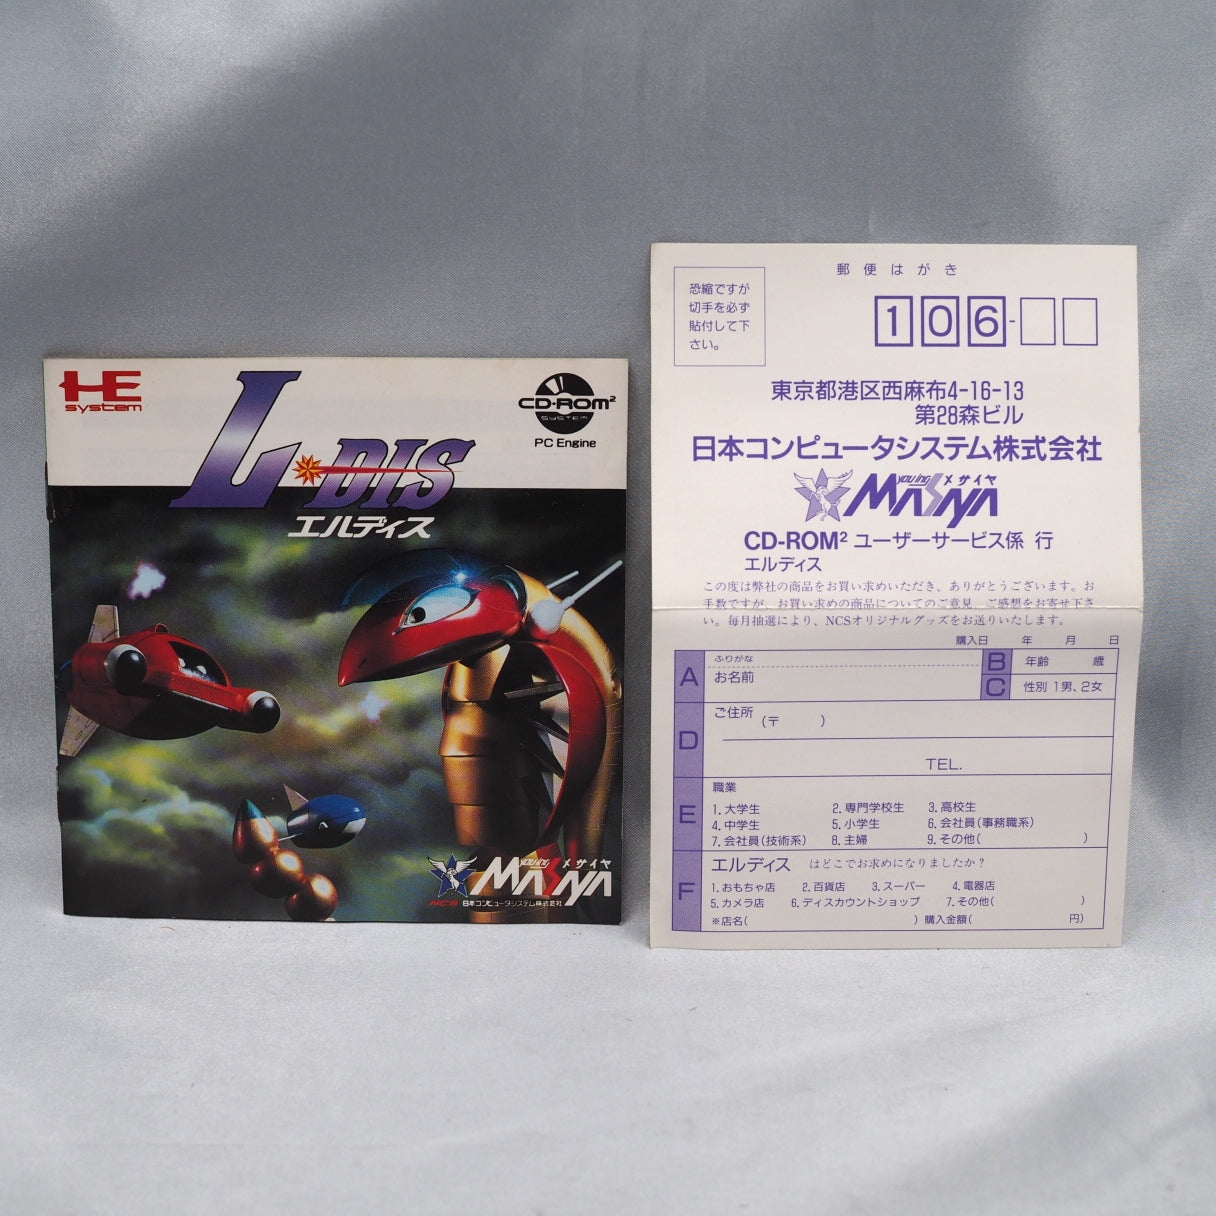 HE
system
L·DIS
エルディス
CD-ROM²
SYSTEM
PC Engine
young メサイヤ
MASAYA
NCS 日本コンピュータシステム株式会社
郵便はがき
恐縮ですが
切手を必ず
貼付して下
さい。
106-
東京都港区西麻布4-16-13
第28森ビル
日本コンピュータシステム株式会社
young メサイヤ
MASAYA
CD-ROM² ユーザーサービス係 行
エルディス
この度は弊社の商品をお買い求めいただき、ありがとうございます。お
手数ですが、お買い求めの商品についてのご意見、ご感想をお寄せ下さ
い。毎月抽選により、NCSオリジナルグッズをお送りいたします。
購入日 年 月 日
A ふりがな
お名前
B 年齢 歳
C 性別 1男、2女
D ご住所 (〒 )
TEL.
E 職業
1.大学生 2.専門学校生 3.高校生
4.中学生 5.小学生 6.会社員(事務職系)
7.会社員(技術系) 8.主婦 9.その他( )
F エルディス はどこでお求めになりましたか?
1.おもちゃ店 2.百貨店 3.スーパー 4.電器店
5.カメラ店 6.ディスカウントショップ 7.その他( )
※店名( ) 購入金額( 円)